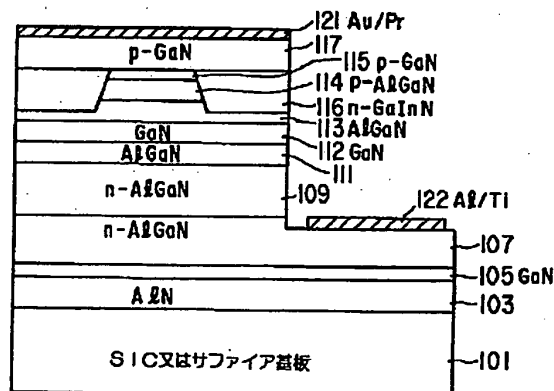 121 Au/Pr
p-GaN
117
115 p-GaN
114 p-AlGaN
116 n-GaInN
113 AlGaN
GaN
112 GaN
AlGaN
111
n-AlGaN
109
122 Al/Ti
n-AlGaN
107
105 GaN
AlN
103
SIC又はサファイア基板
101